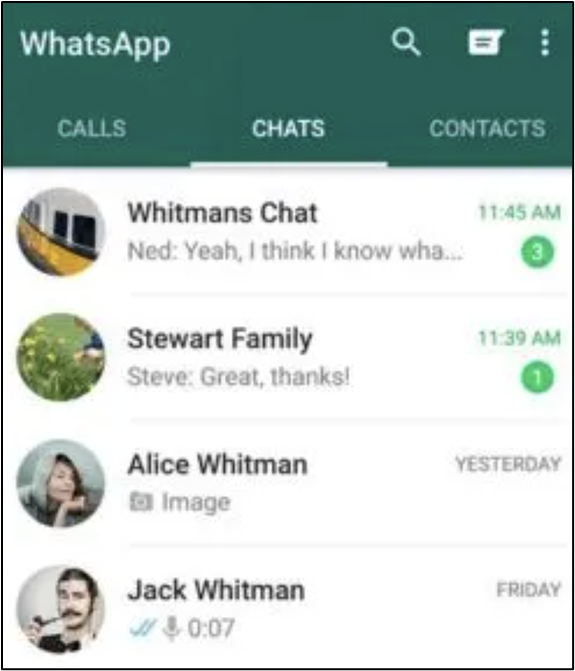 WhatsApp
CALLS CHATS CONTACTS
Whitmans Chat 11:45 AM
Ned: Yeah, I think I know wha... 3
Stewart Family 11:39 AM
Steve: Great, thanks! 1
Alice Whitman YESTERDAY
Image
Jack Whitman FRIDAY
0:07